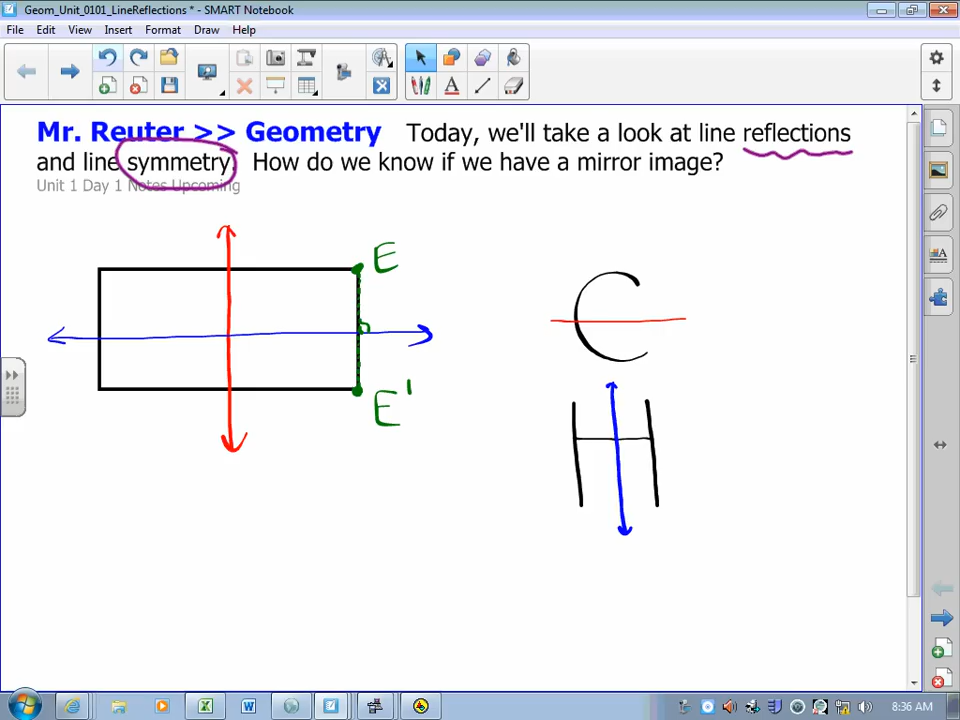 Geom_Unit_0101_LineReflections * - SMART Notebook
File Edit View Insert Format Draw Help
Mr. Reuter >> Geometry Today, we'll take a look at line reflections
and line symmetry. How do we know if we have a mirror image?
Unit 1 Day 1 Notes Upcoming
E
C
E'
H
8:36 AM